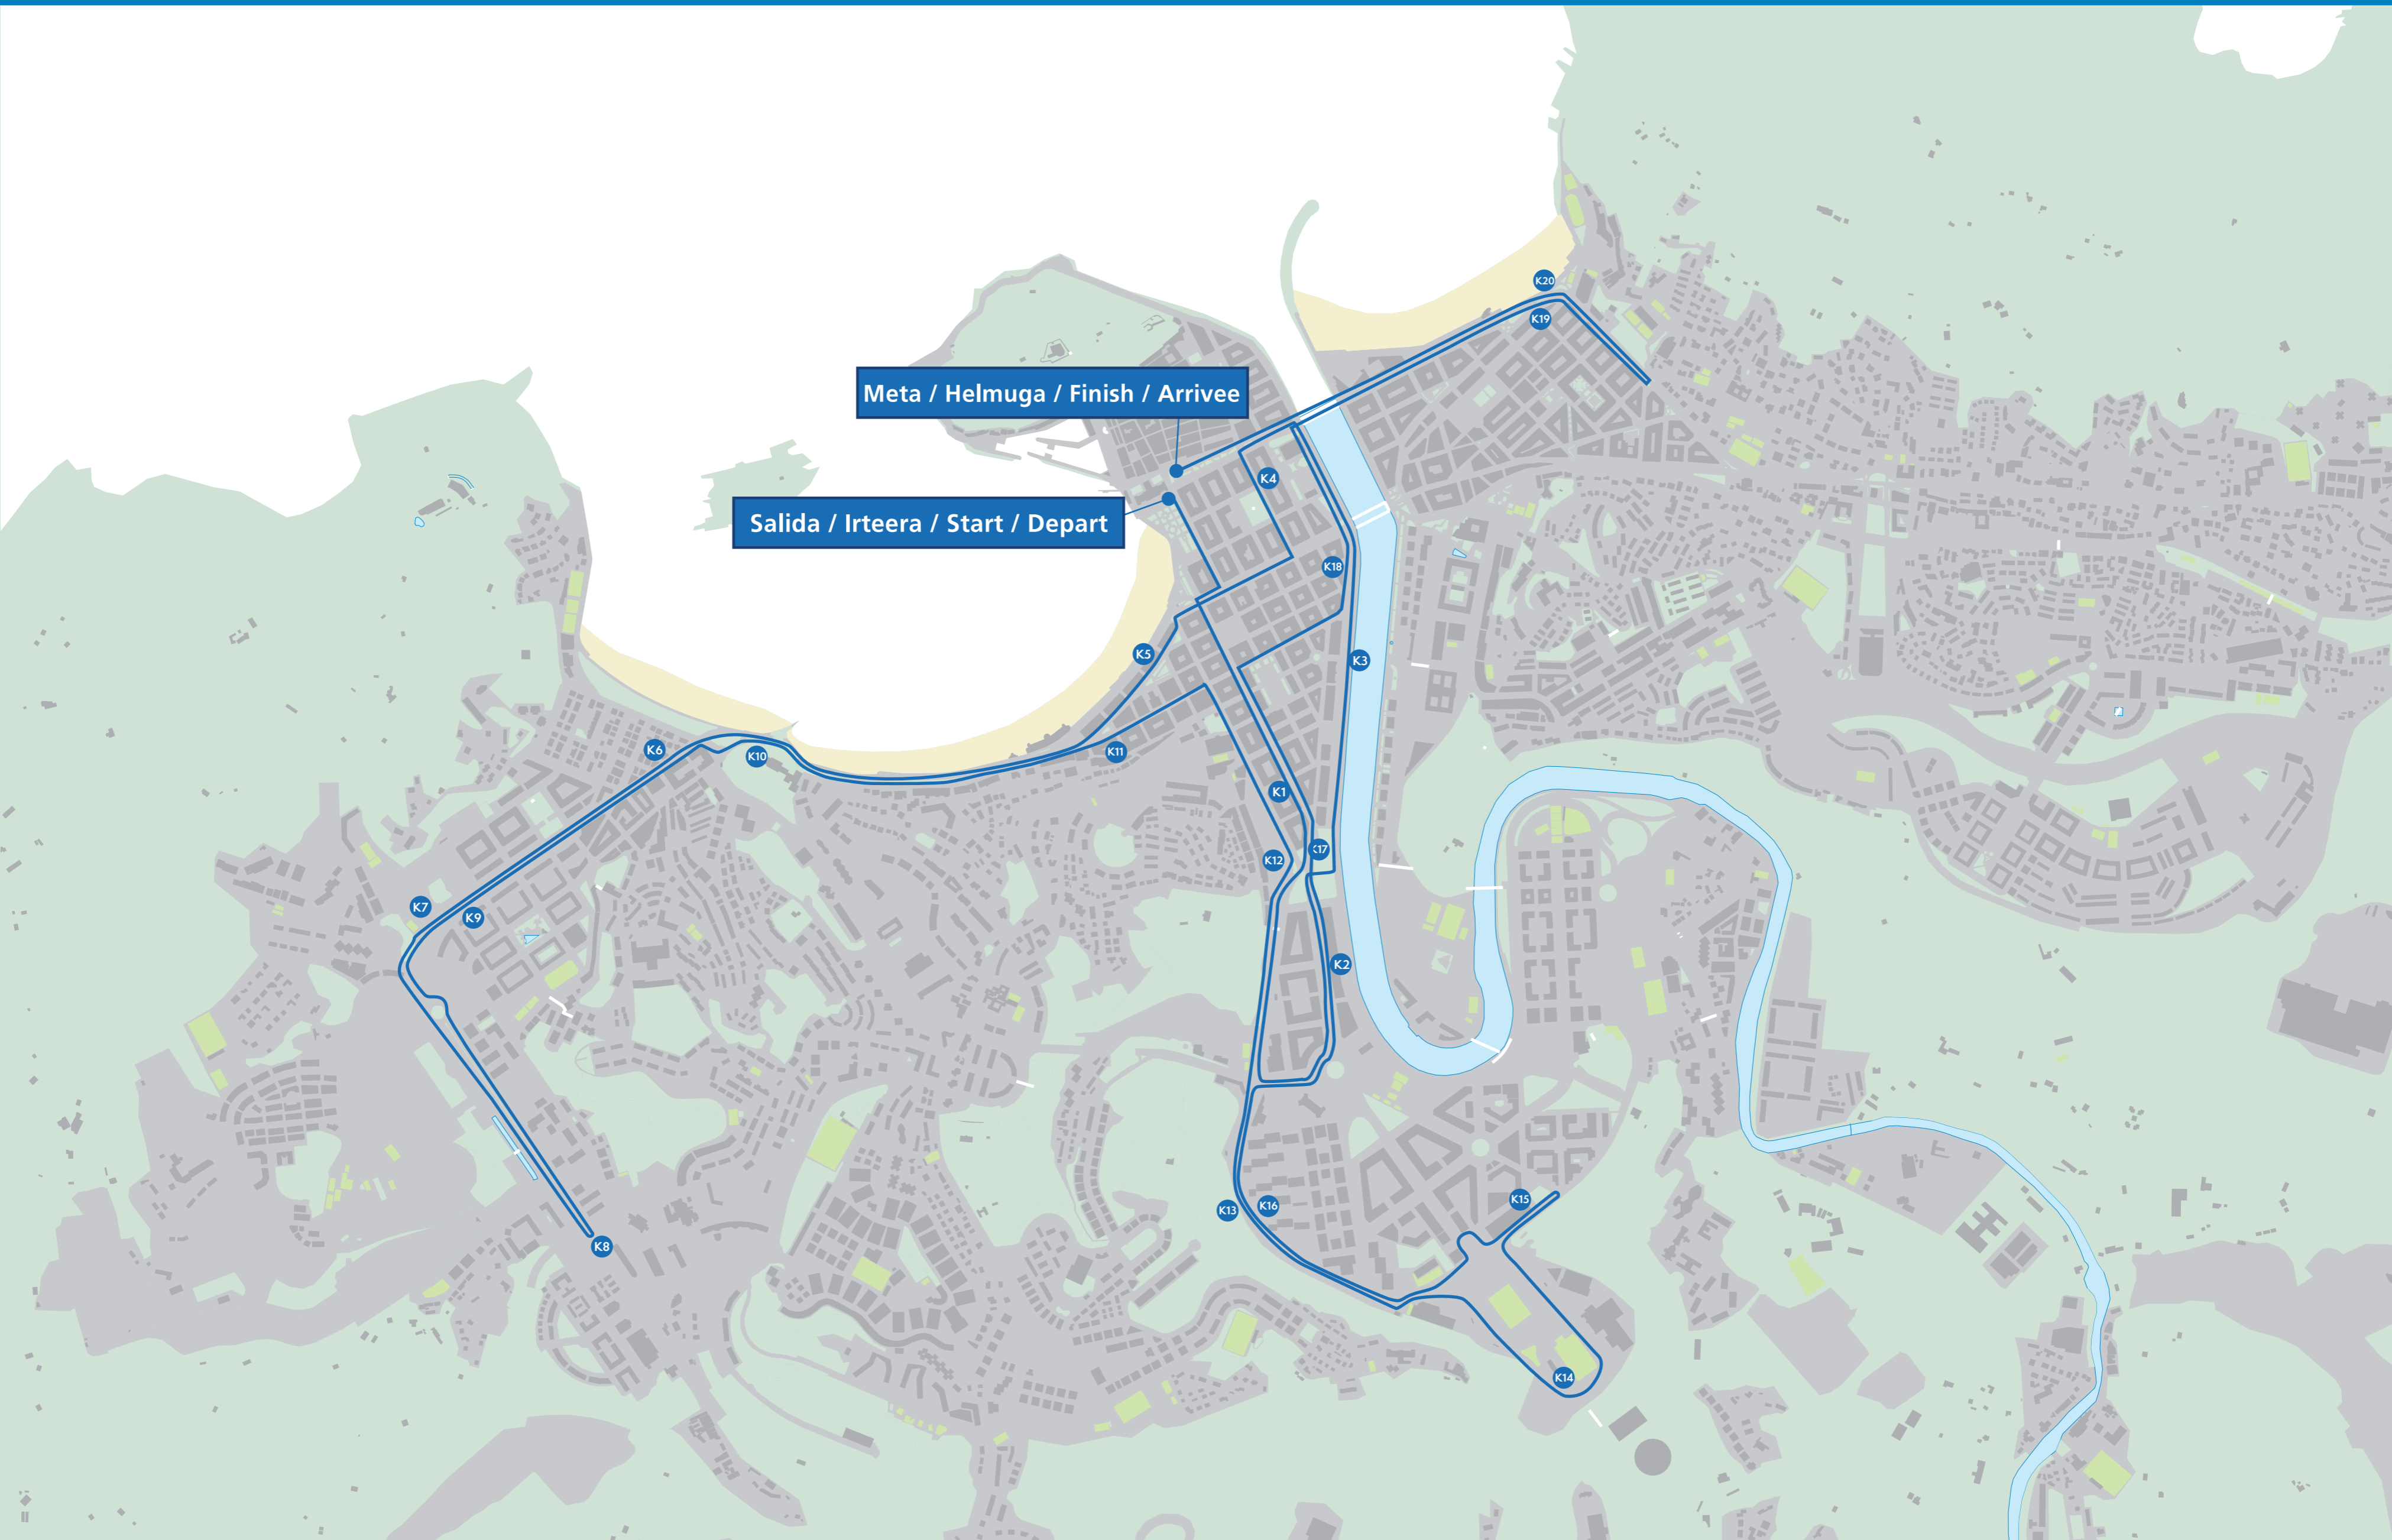 K20
K19
Meta / Helmuga / Finish / Arrivee
K4
Salida / Irteera / Start / Depart
K18
K5
K3
K6
K10
K11
K1
K17
K12
K7
K9
K2
K15
K13
K16
K8
K14